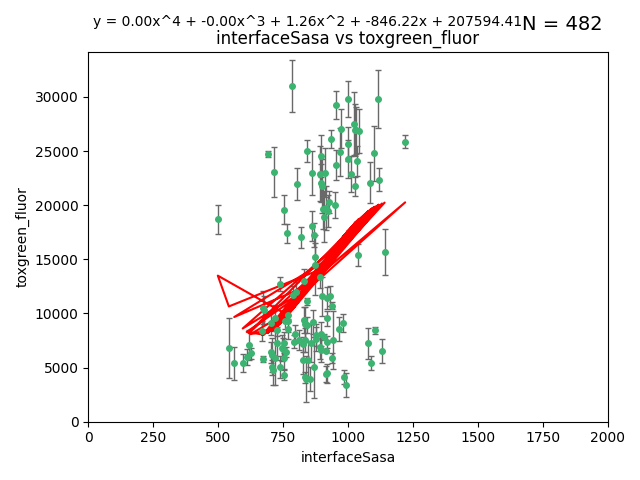 y = 0.00x^4 + -0.00x^3 + 1.26x^2 + -846.22x + 207594.41
N = 482
interfaceSasa vs toxgreen_fluor
toxgreen_fluor
30000
25000
20000
15000
10000
5000
0
0 250 500 750 1000 1250 1500 1750 2000
interfaceSasa